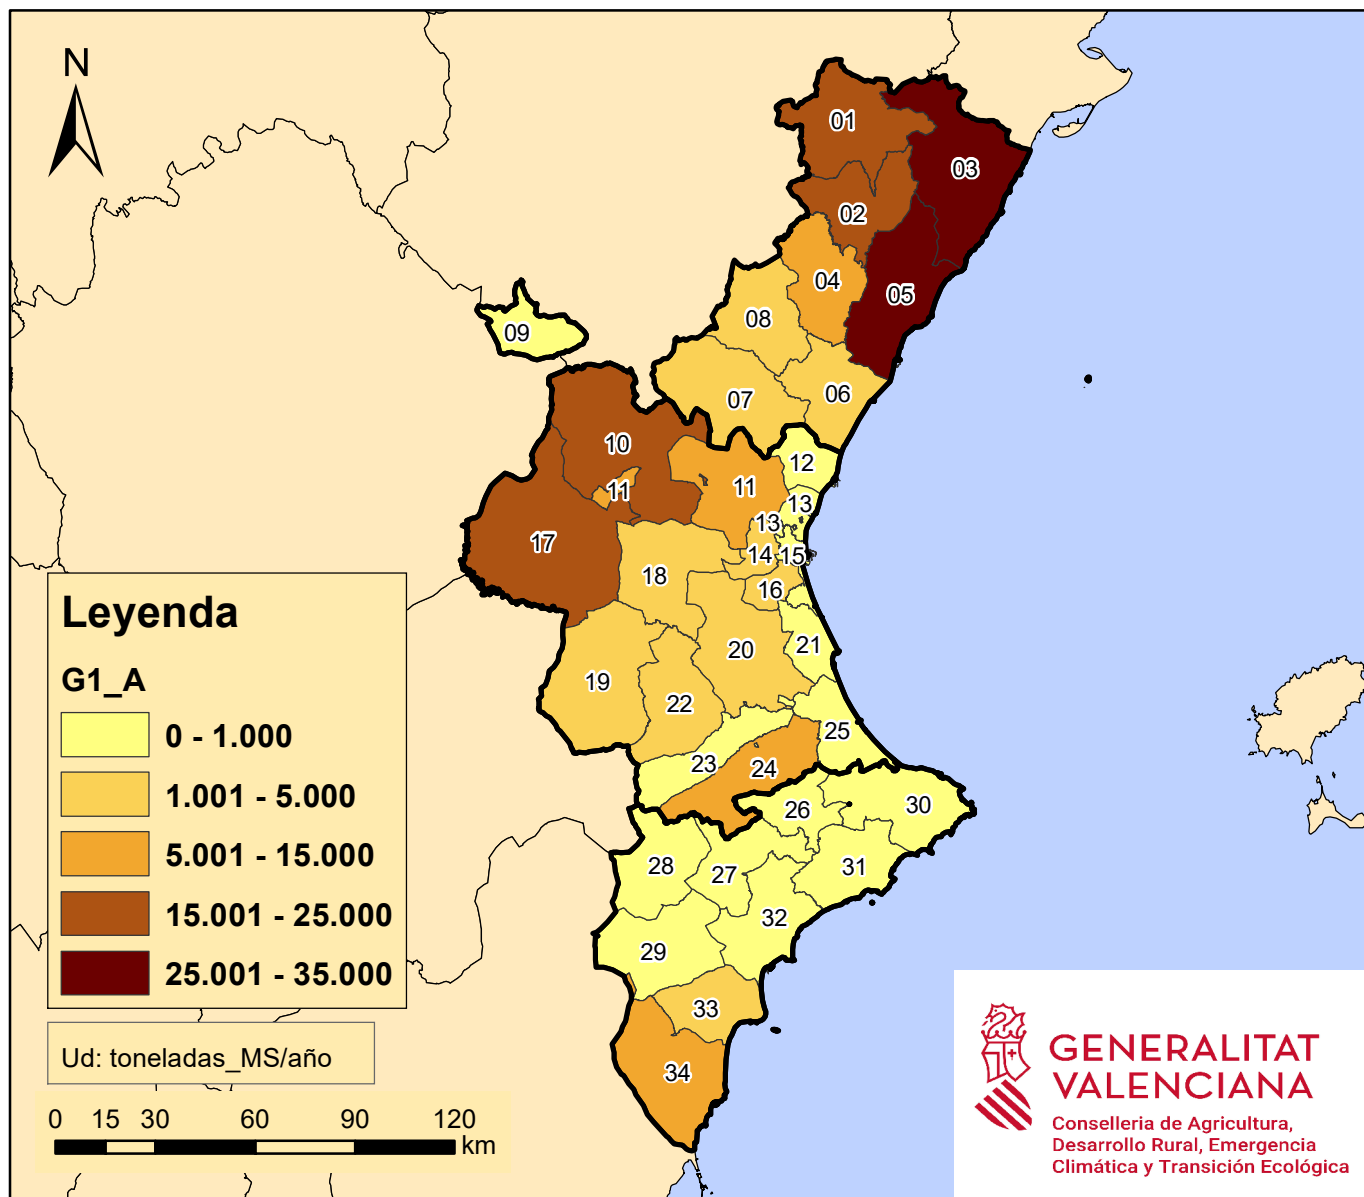 N
01
03
02
04
05
08
09
06
07
10
12
11
11
13
13
17
14
15
18
16
21
20
19
22
25
23
24
26
30
28
27
31
32
29
33
34
Leyenda
G1_A
0 - 1.000
1.001 - 5.000
5.001 - 15.000
15.001 - 25.000
25.001 - 35.000
Ud: toneladas_MS/año
0 15 30 60 90 120
km
GENERALITAT
VALENCIANA
Conselleria de Agricultura,
Desarrollo Rural, Emergencia
Climática y Transición Ecológica